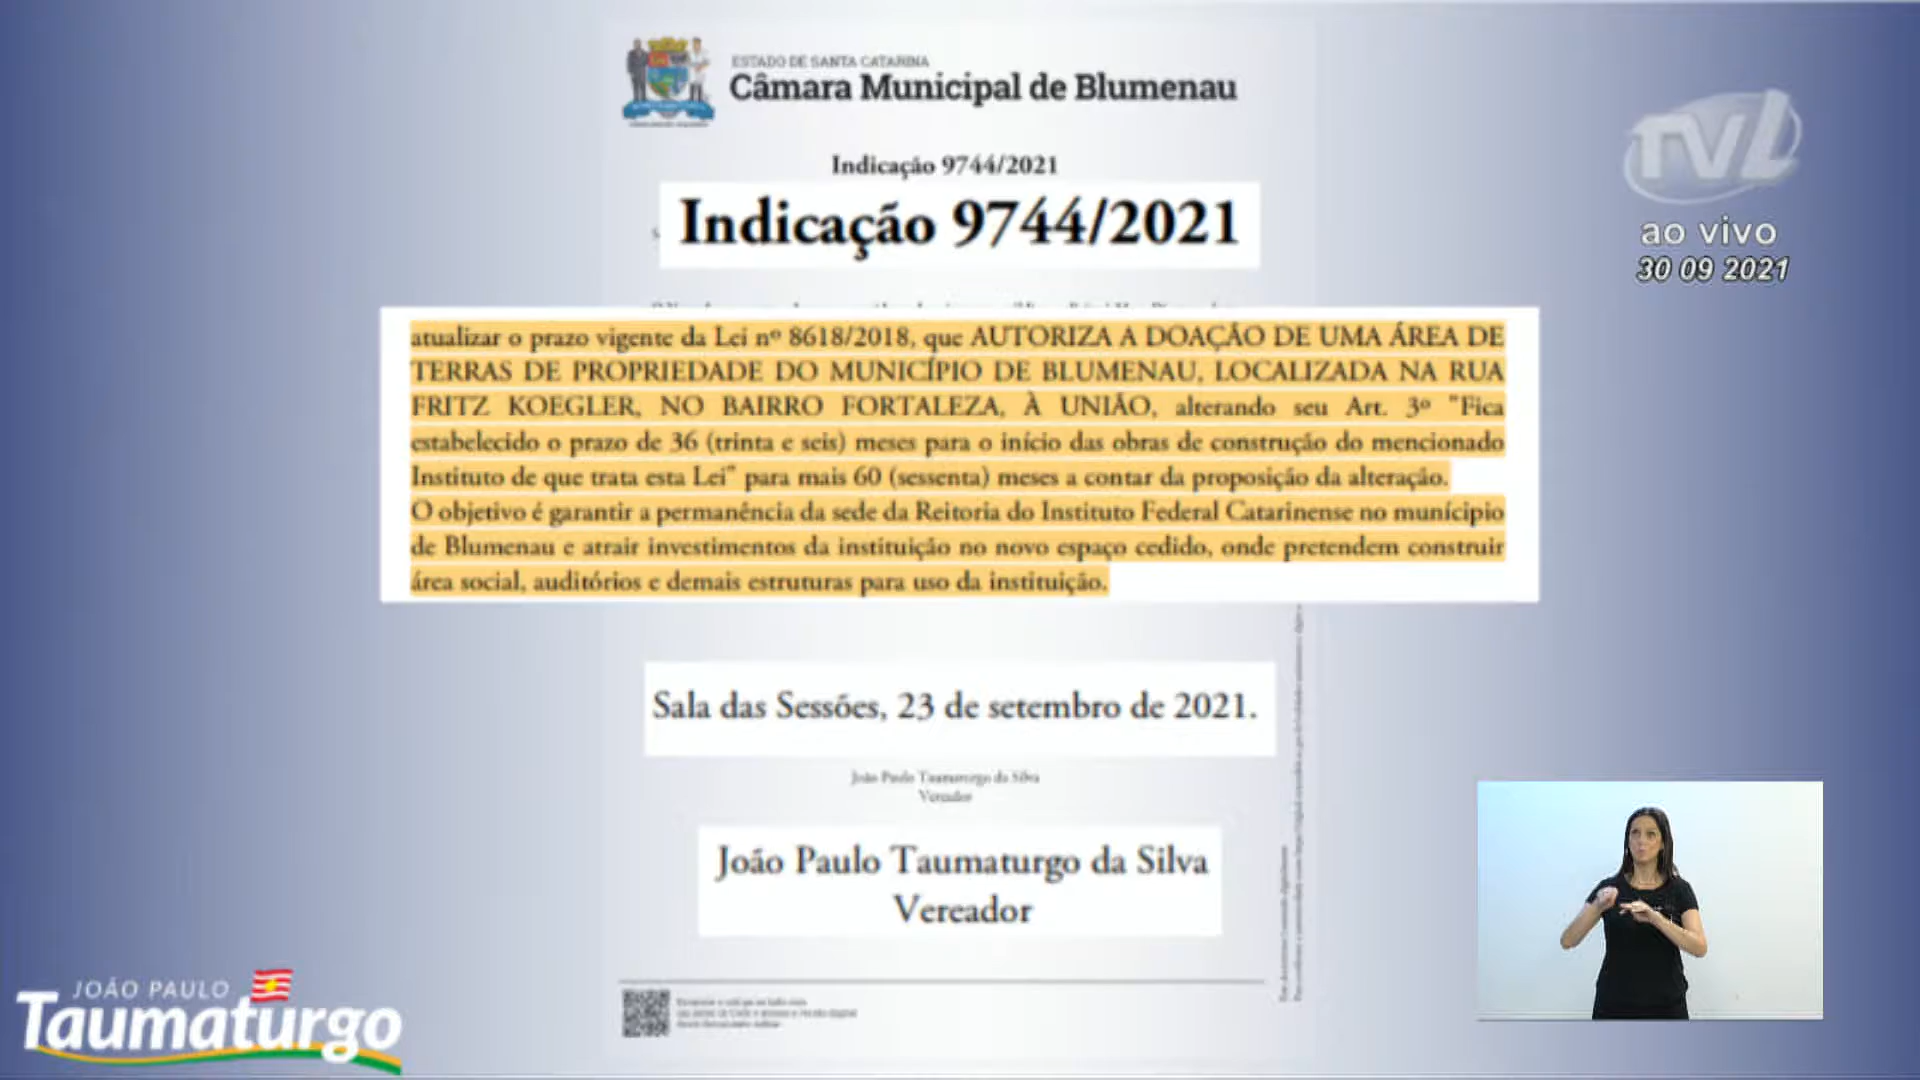 ESTADO DE SANTA CATARINA
Câmara Municipal de Blumenau
Indicação 9744/2021
Indicação 9744/2021
atualizar o prazo vigente da Lei nº 8618/2018, que AUTORIZA A DOAÇÃO DE UMA ÁREA DE
TERRAS DE PROPRIEDADE DO MUNICÍPIO DE BLUMENAU, LOCALIZADA NA RUA
FRITZ KOEGLER, NO BAIRRO FORTALEZA, À UNIÃO, alterando seu Art. 3º "Fica
estabelecido o prazo de 36 (trinta e seis) meses para o início das obras de construção do mencionado
Instituto de que trata esta Lei" para mais 60 (sessenta) meses a contar da proposição da alteração.
O objetivo é garantir a permanência da sede da Reitoria do Instituto Federal Catarinense no munícipio
de Blumenau e atrair investimentos da instituição no novo espaço cedido, onde pretendem construir
área social, auditórios e demais estruturas para uso da instituição.
Sala das Sessões, 23 de setembro de 2021.
João Paulo Taumaturgo da Silva
Vereador
João Paulo Taumaturgo da Silva
Vereador
TVL
ao vivo
30 09 2021
JOÃO PAULO
Taumaturgo